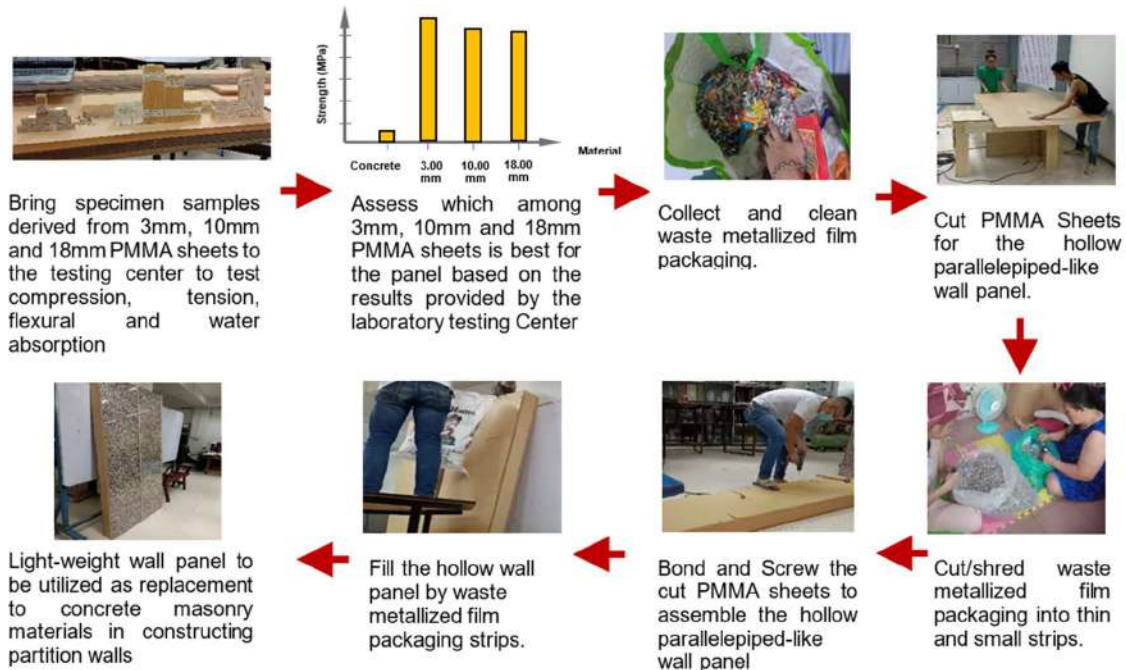 Strength (MPa)
Concrete 3.00 10.00 18.00
mm mm mm
Material
Bring specimen samples
derived from 3mm, 10mm
and 18mm PMMA sheets to
the testing center to test
compression, tension,
flexural and water
absorption
Assess which among
3mm, 10mm and 18mm
PMMA sheets is best for
the panel based on the
results provided by the
laboratory testing Center
Collect and clean
waste metallized film
packaging.
Cut PMMA Sheets
for the hollow
parallelepiped-like
wall panel.
Cut/shred waste
metallized film
packaging into thin
and small strips.
Bond and Screw the
cut PMMA sheets to
assemble the hollow
parallelepiped-like
wall panel
Fill the hollow wall
panel by waste
metallized film
packaging strips.
Light-weight wall panel to
be utilized as replacement
to concrete masonry
materials in constructing
partition walls